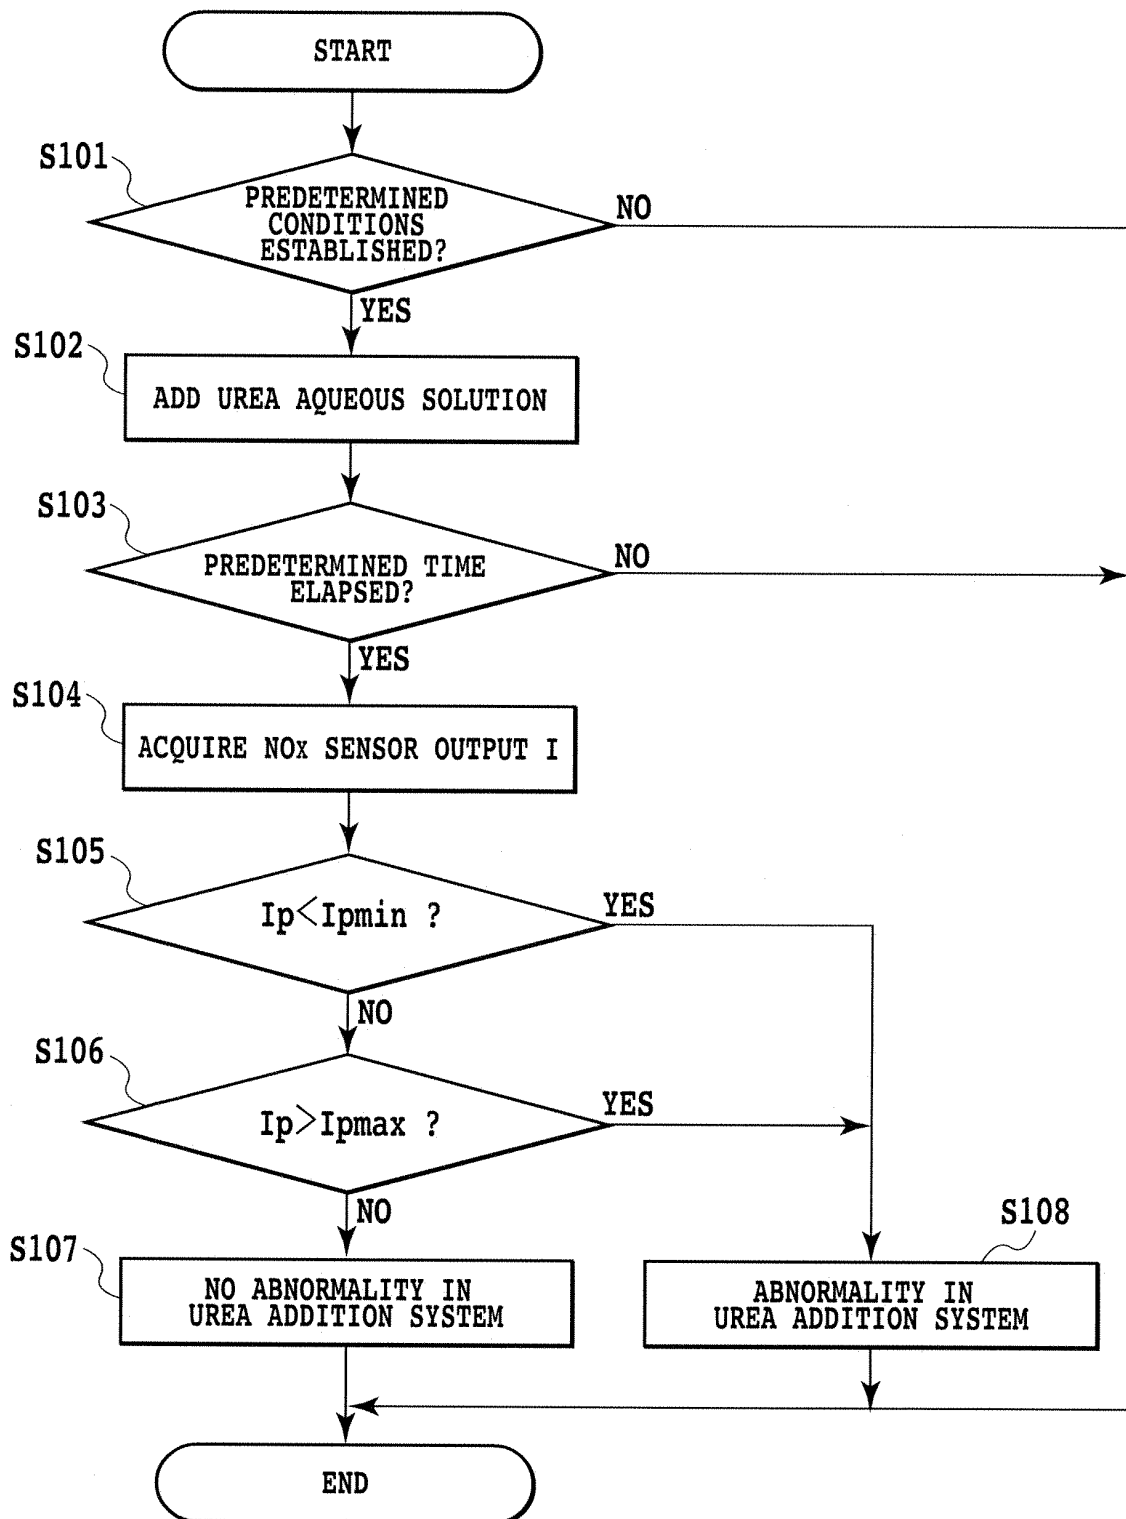 START
S101
PREDETERMINED
CONDITIONS
ESTABLISHED?
NO
YES
S102
ADD UREA AQUEOUS SOLUTION
S103
PREDETERMINED TIME
ELAPSED?
NO
YES
S104
ACQUIRE NOx SENSOR OUTPUT I
S105
Ip<Ipmin ?
YES
NO
S106
Ip>Ipmax ?
YES
NO
S107
NO ABNORMALITY IN
UREA ADDITION SYSTEM
S108
ABNORMALITY IN
UREA ADDITION SYSTEM
END